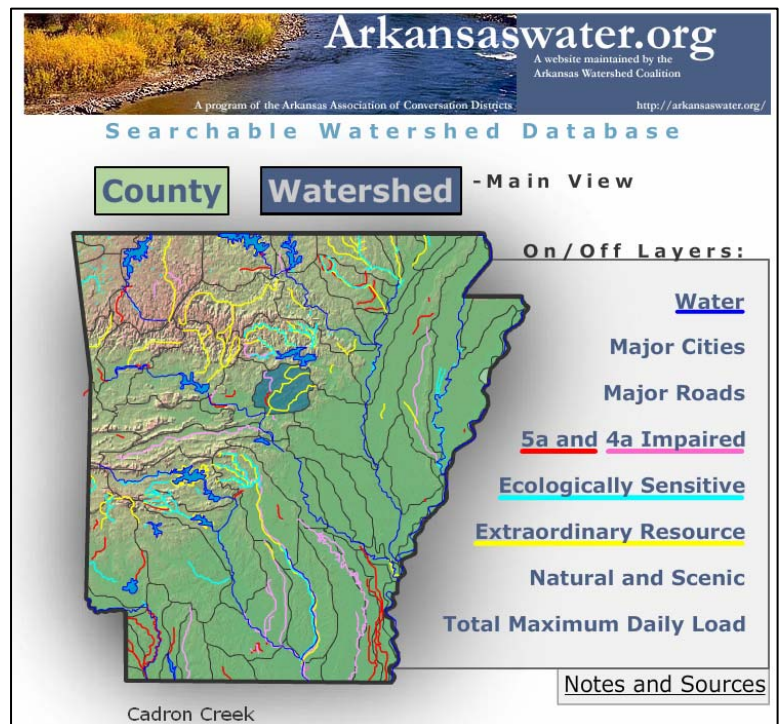 Arkansaswater.org
A website maintained by the
Arkansas Watershed Coalition
A program of the Arkansas Association of Conversation Districts
http://arkansaswater.org/
Searchable Watershed Database
County
Watershed
-Main View
On/Off Layers:
Water
Major Cities
Major Roads
5a and 4a Impaired
Ecologically Sensitive
Extraordinary Resource
Natural and Scenic
Total Maximum Daily Load
Notes and Sources
Cadron Creek